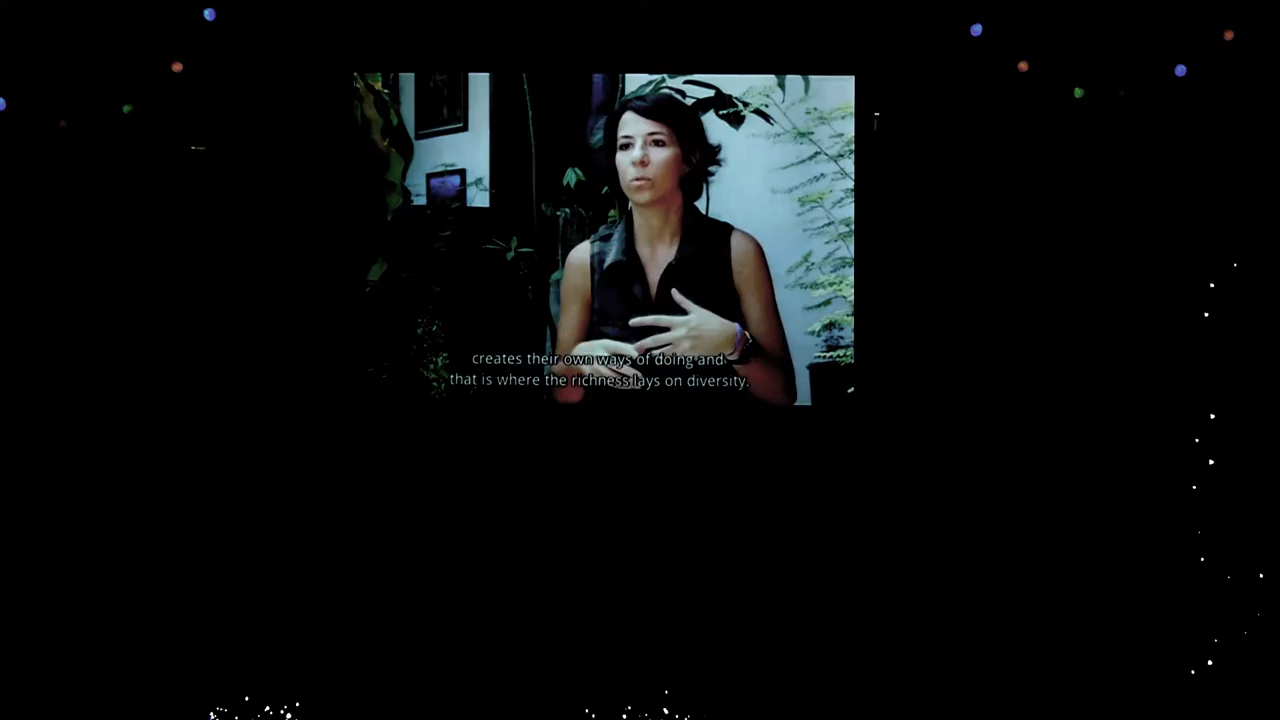 creates their own ways of doing and
that is where the richness lays on diversity.